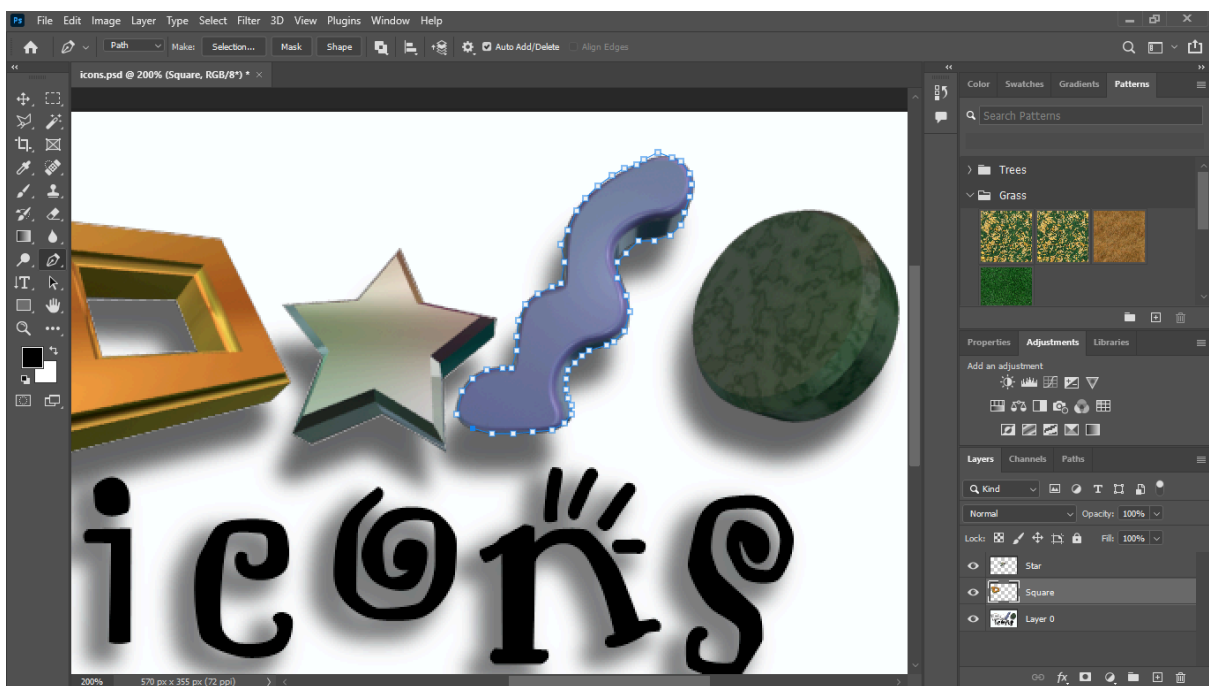 Ps File Edit Image Layer Type Select Filter 3D View Plugins Window Help
Path Make: Selection... Mask Shape Auto Add/Delete Align Edges
icons.psd @ 200% (Square, RGB/8*) * ×
icons
200% 570 px x 355 px (72 ppi)
Color Swatches Gradients Patterns
Search Patterns
Trees
Grass
Properties Adjustments Libraries
Add an adjustment
Layers Channels Paths
Kind
Normal Opacity: 100%
Lock: Fill: 100%
Star
Square
Layer 0